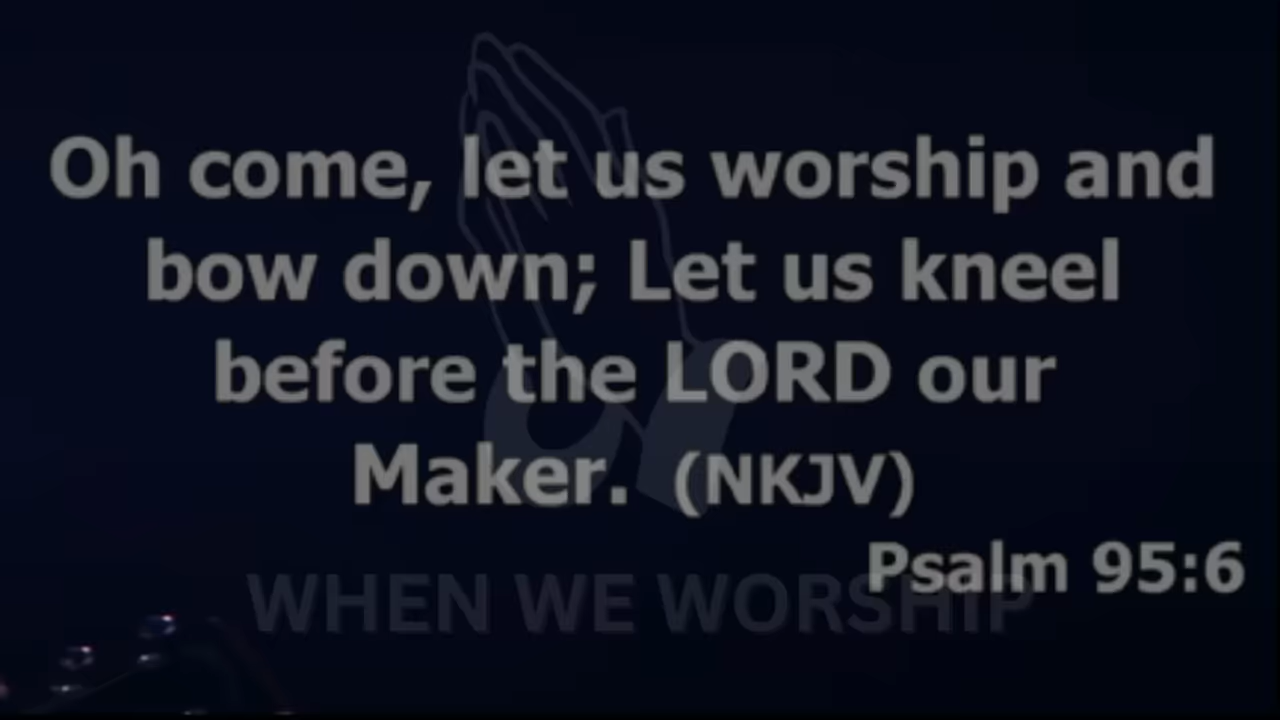 Oh come, let us worship and
bow down; Let us kneel
before the LORD our
Maker. (NKJV)
Psalm 95:6
WHEN WE WORSHIP